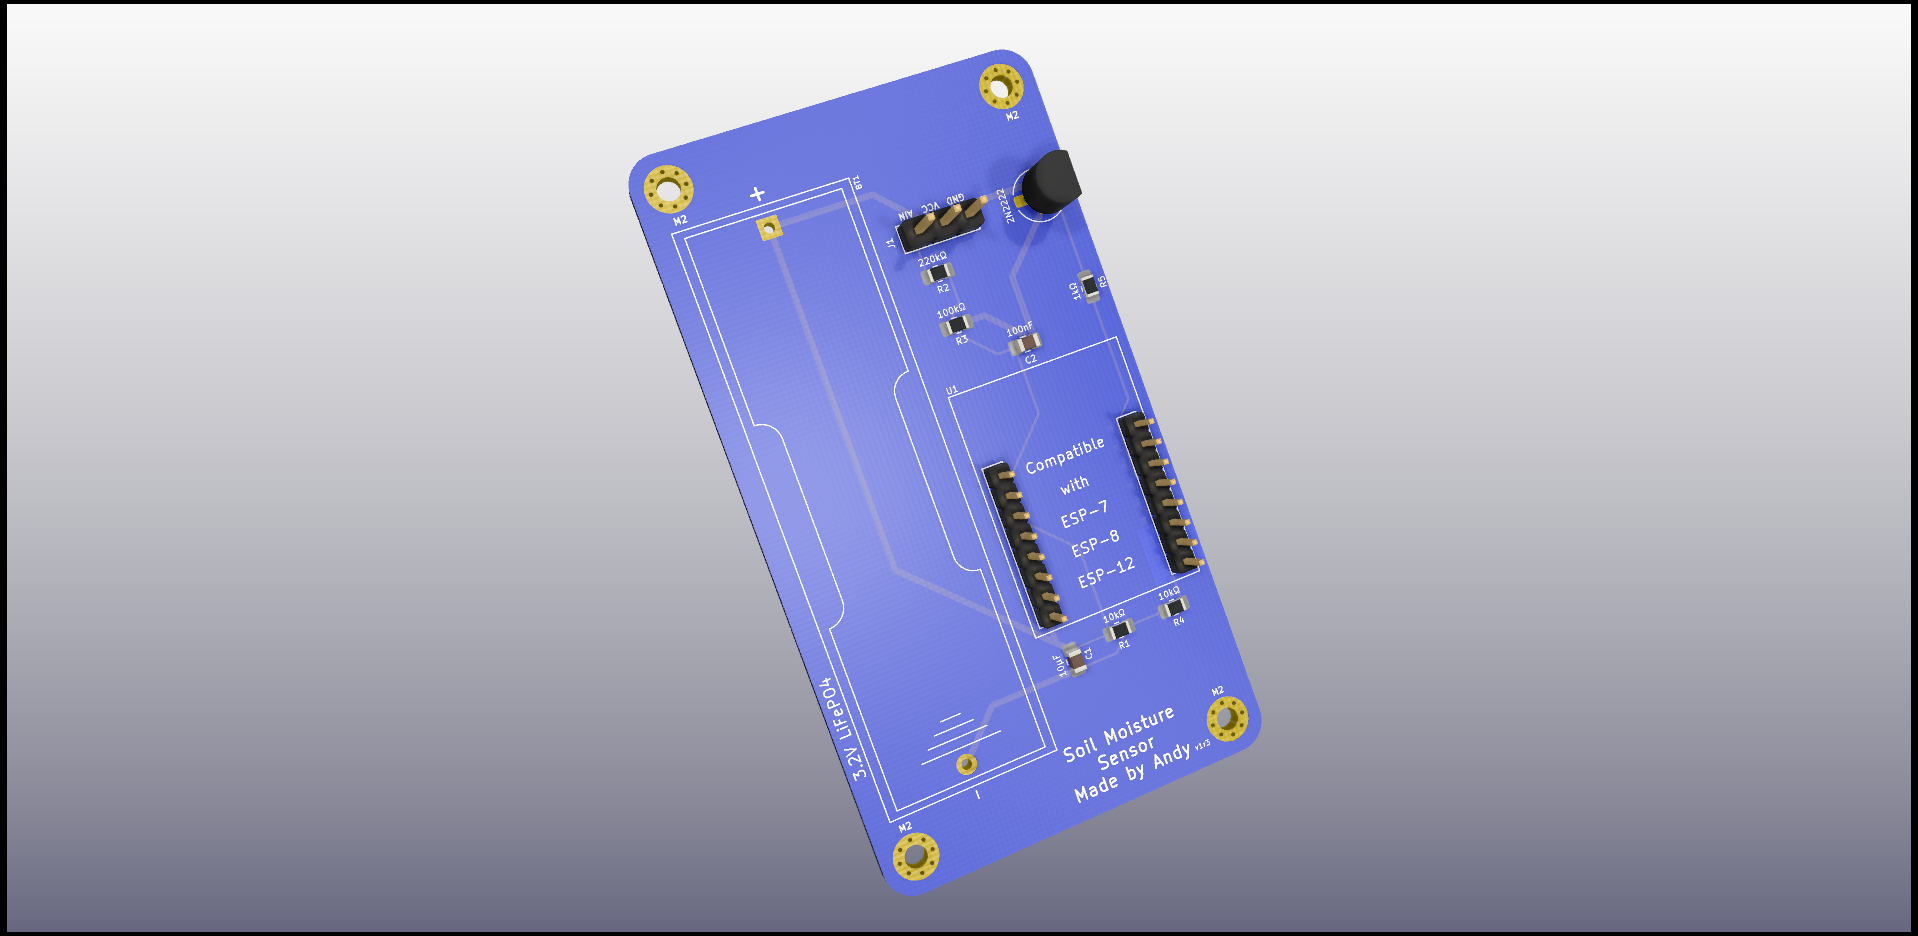 M2
M2
+
BT1
AIN VCC GND
J1
2N2222
220kΩ
R2
1kΩ
R5
100kΩ
R3
100nF
C2
U1
Compatible
with
ESP-7
ESP-8
ESP-12
10kΩ
R4
10kΩ
R1
10µF
C1
3.2V LiFePO4
-
Soil Moisture
Sensor
Made by Andy v1r3
M2
M2